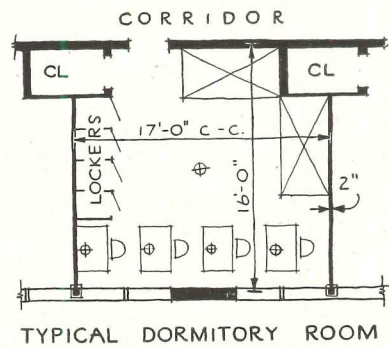 CORRIDOR
CL
CL
LOCKERS
17'-0" C-C.
16'-0"
2"
TYPICAL DORMITORY ROOM